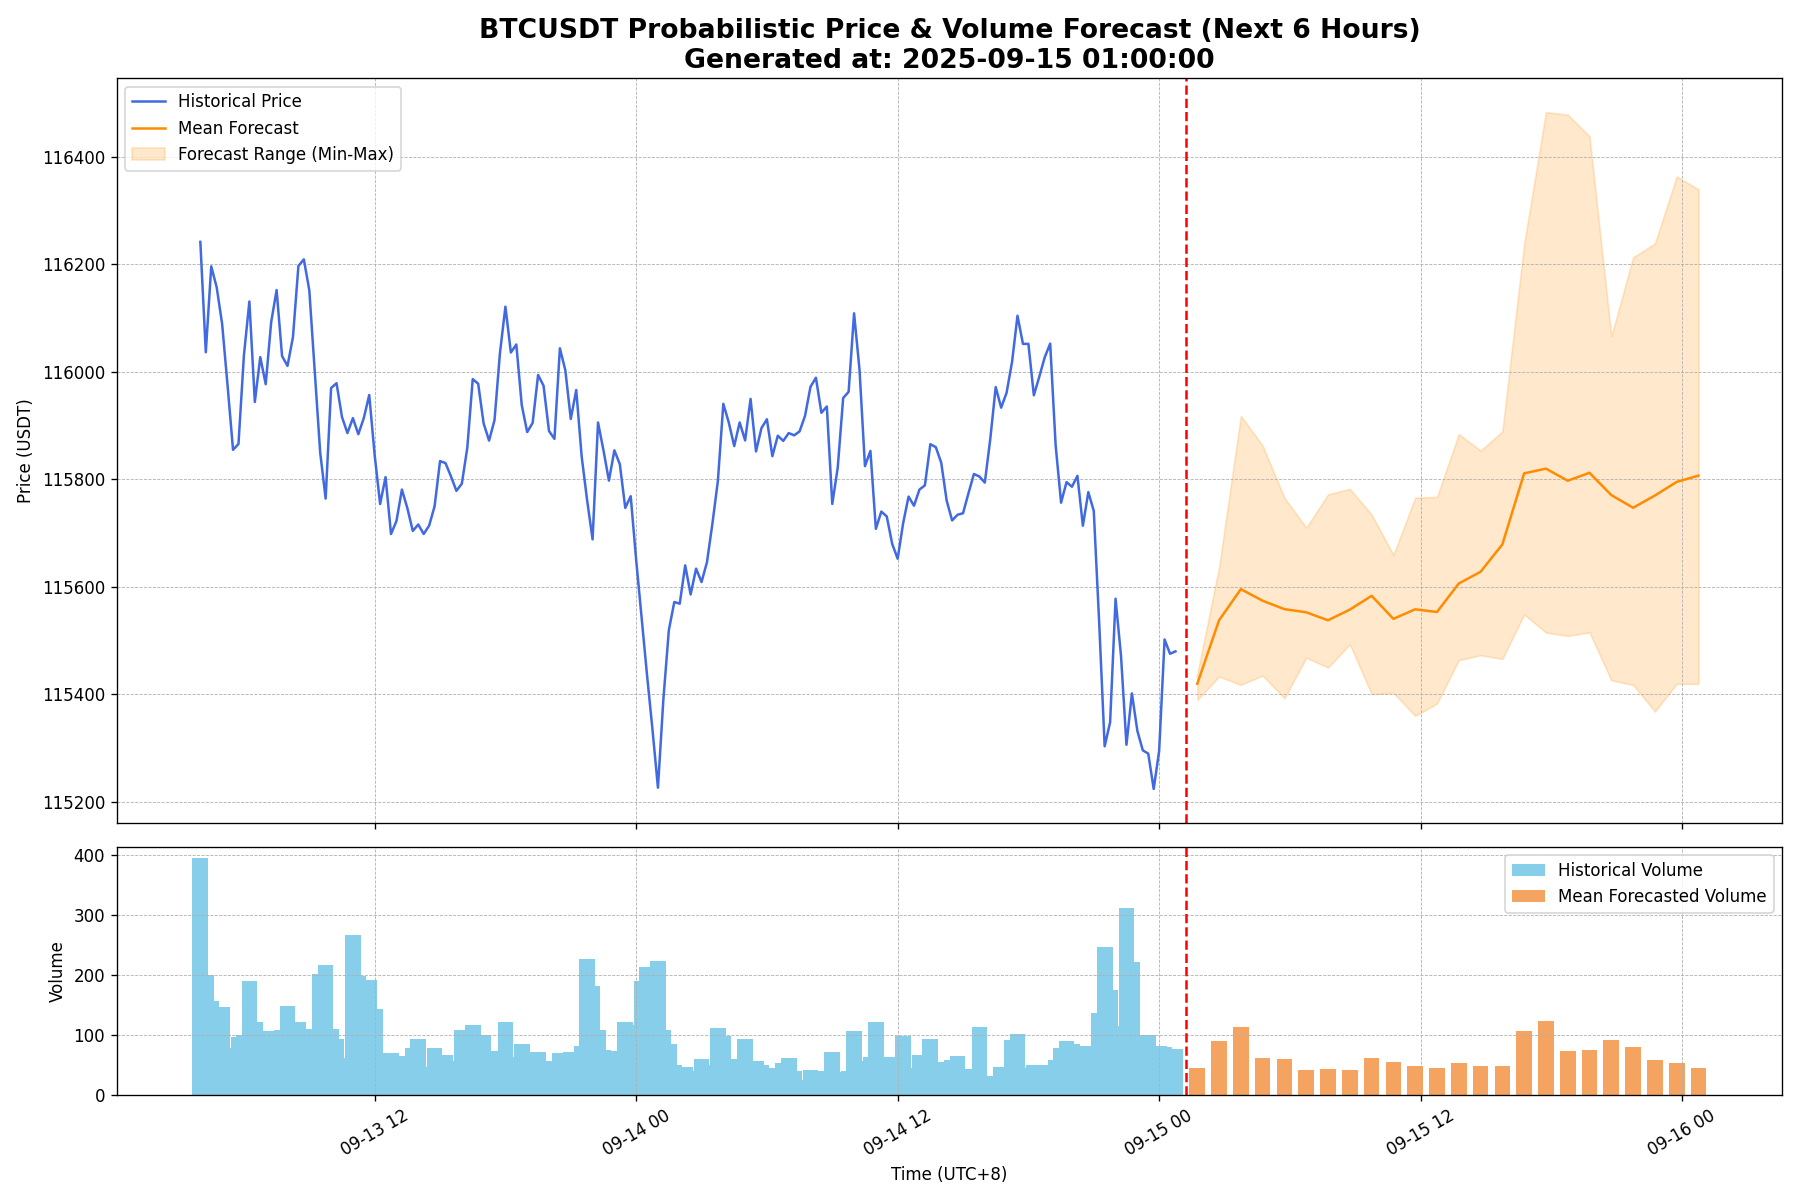 BTCUSDT Probabilistic Price & Volume Forecast (Next 6 Hours)
Generated at: 2025-09-15 01:00:00
Historical Price
Mean Forecast
Forecast Range (Min-Max)
Price (USDT)
116400
116200
116000
115800
115600
115400
115200
Historical Volume
Mean Forecasted Volume
Volume
400
300
200
100
0
09-13 12
09-14 00
09-14 12
09-15 00
09-15 12
09-16 00
Time (UTC+8)